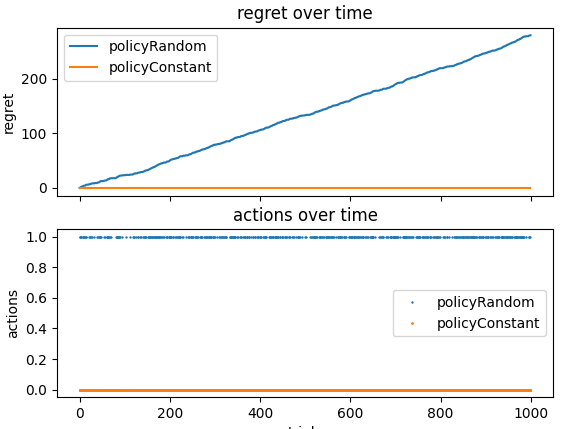 regret over time
policyRandom
policyConstant
regret
200
100
0
actions over time
1.0
0.8
0.6
0.4
0.2
0.0
actions
policyRandom
policyConstant
0
200
400
600
800
1000